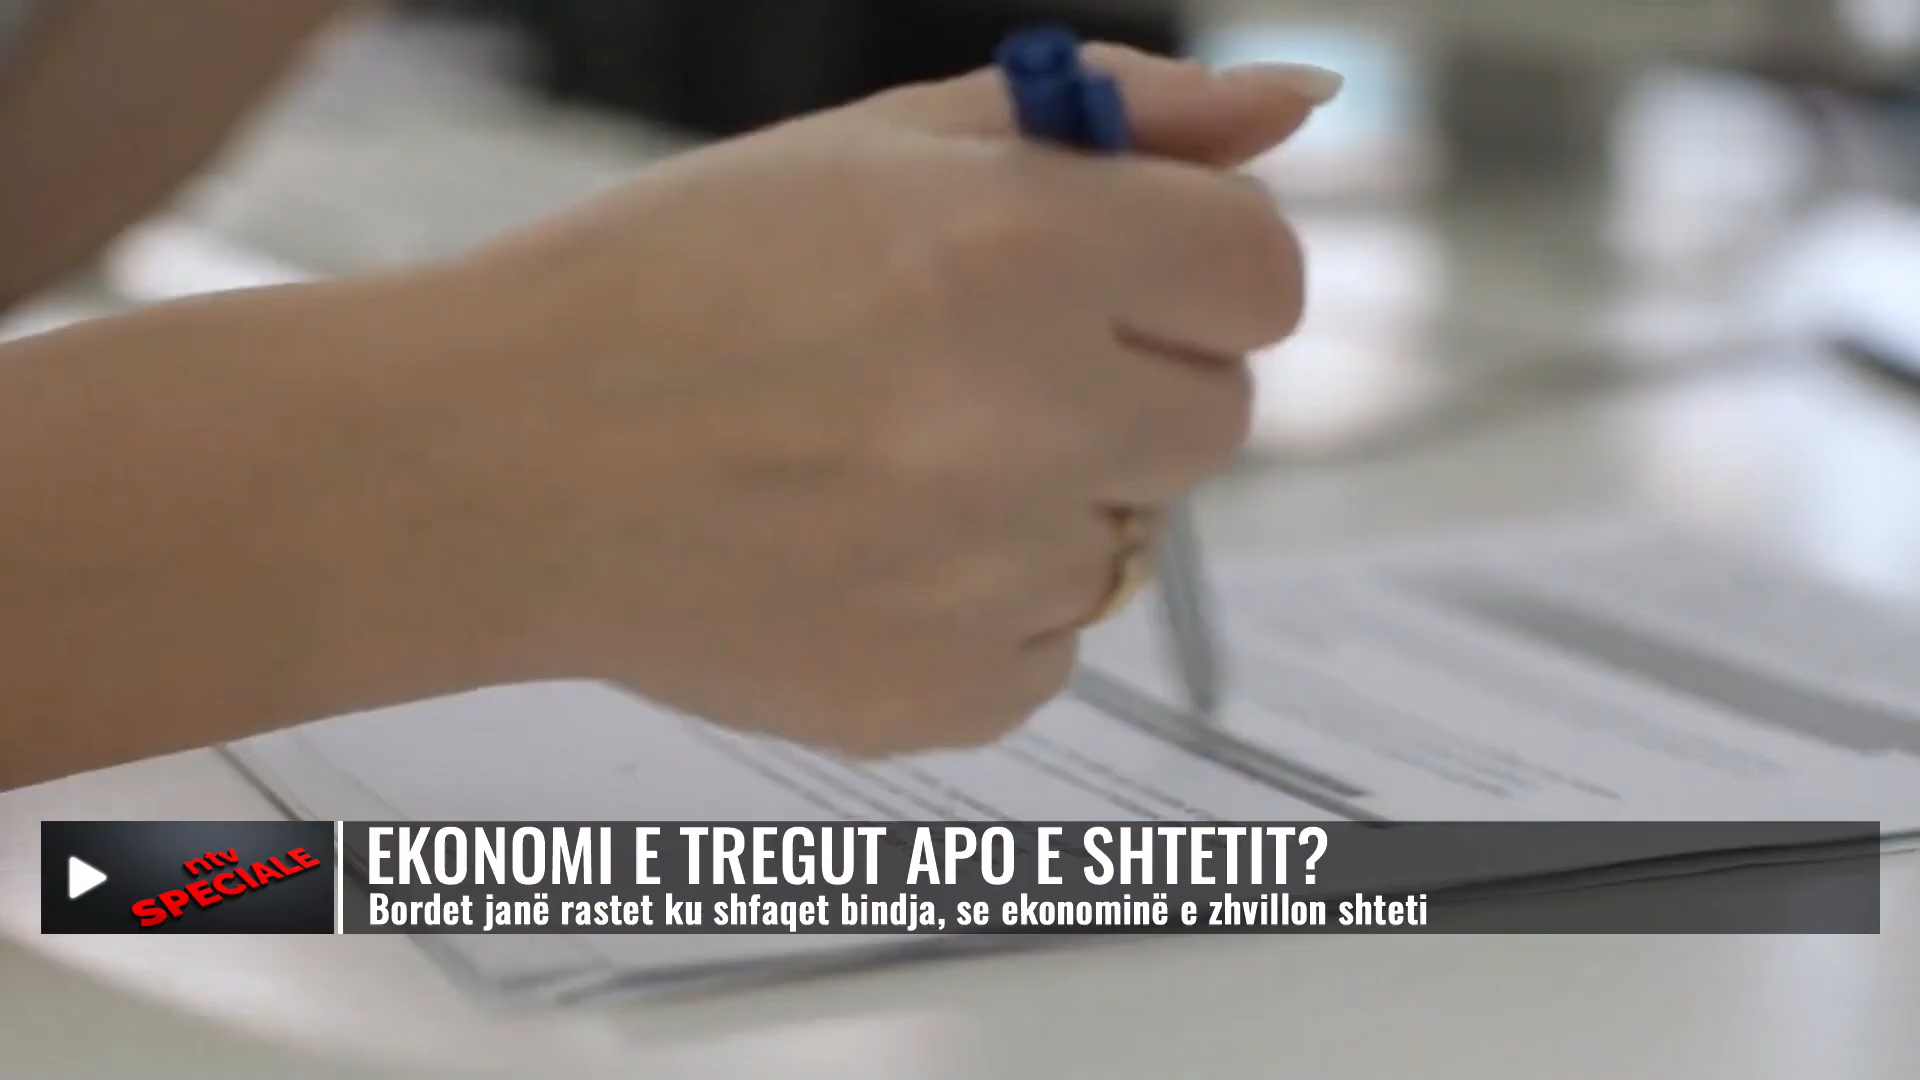 ntv
SPECIALE
EKONOMI E TREGUT APO E SHTETIT?
Bordet janë rastet ku shfaqet bindja, se ekonominë e zhvillon shteti